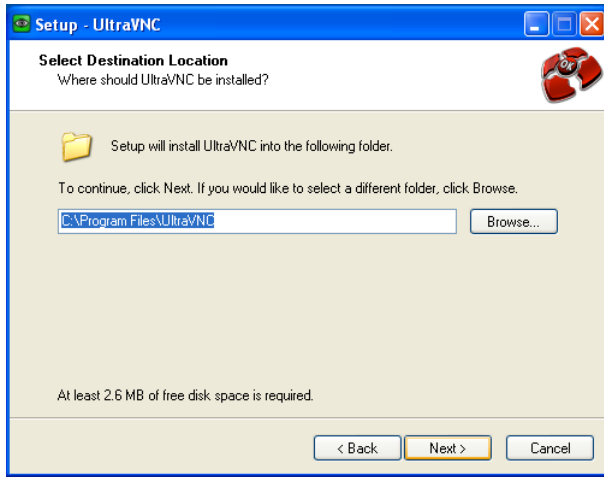 Setup - UltraVNC
Select Destination Location
Where should UltraVNC be installed?
OK
Setup will install UltraVNC into the following folder.
To continue, click Next. If you would like to select a different folder, click Browse.
C:\Program Files\UltraVNC
Browse...
At least 2.6 MB of free disk space is required.
< Back
Next >
Cancel